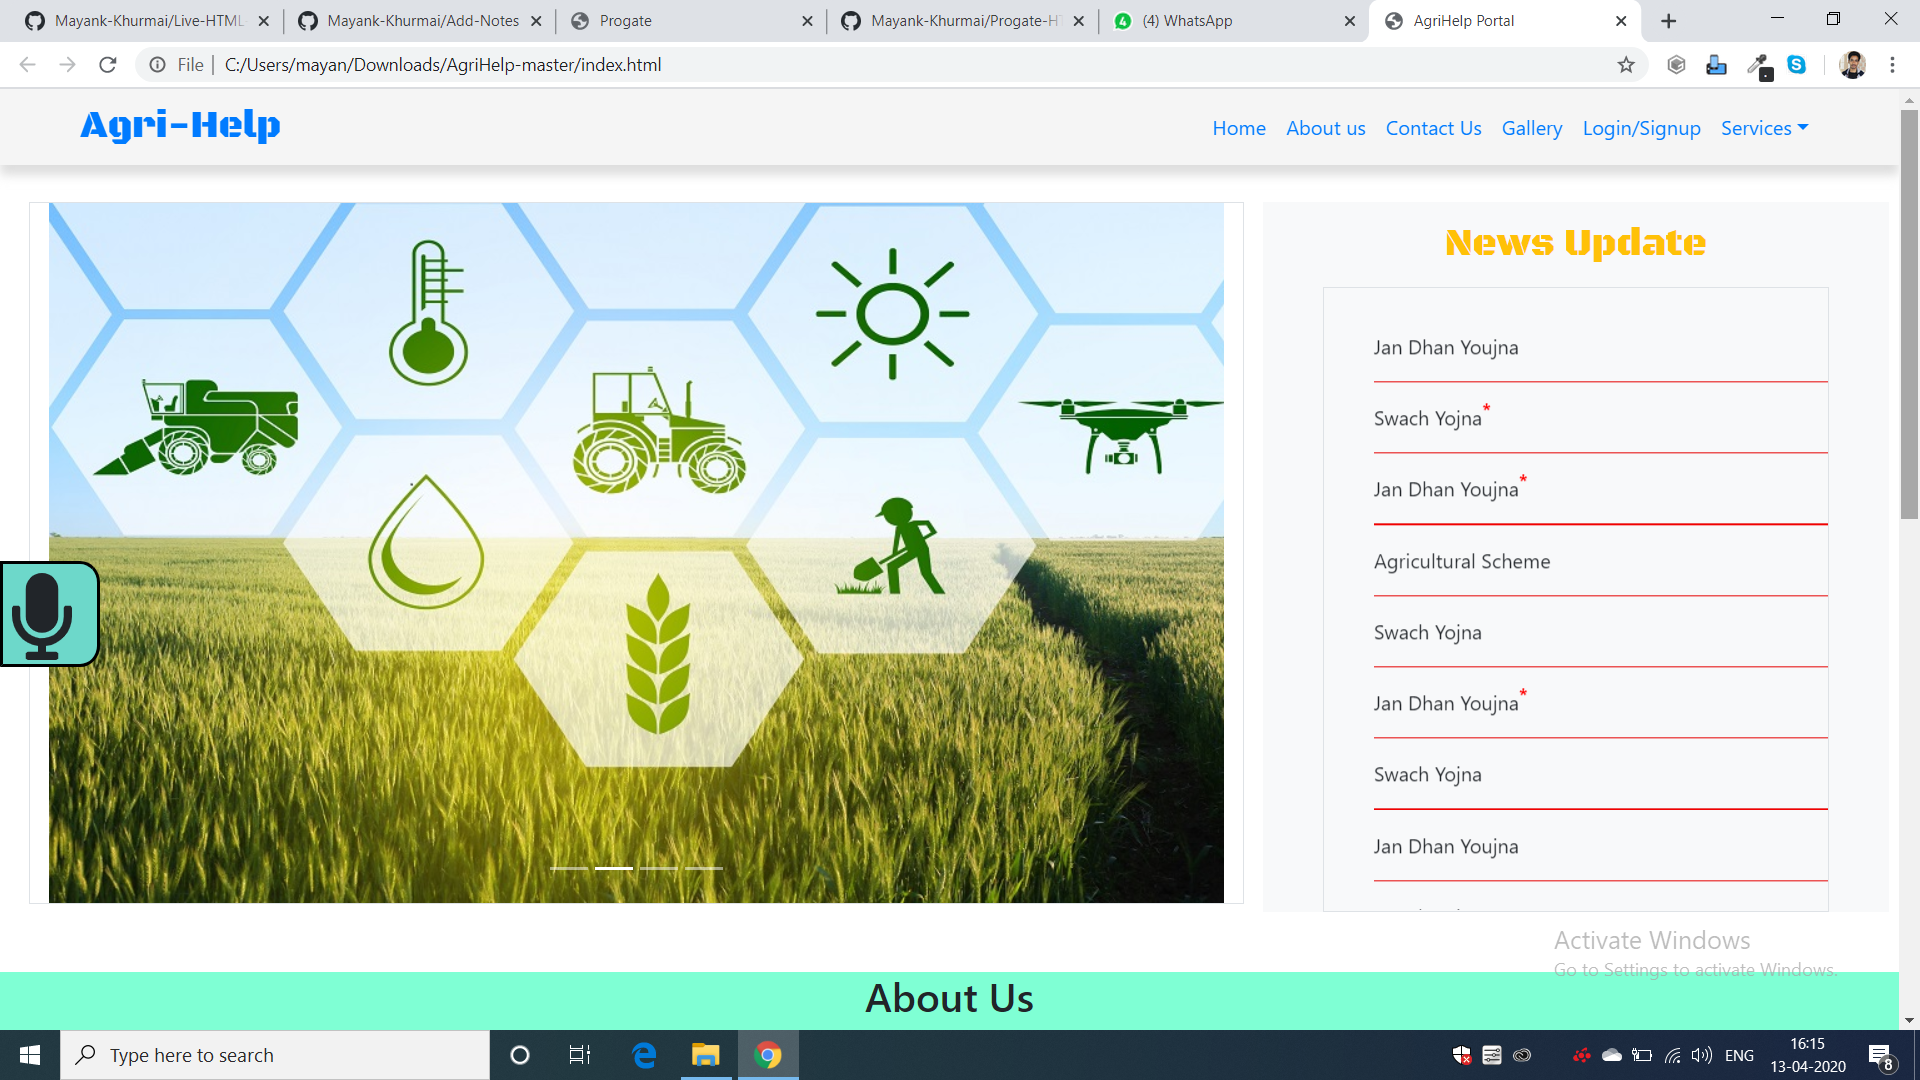 Mayank-Khurmai/Live-HTML
Mayank-Khurmai/Add-Notes
Progate
Mayank-Khurmai/Progate-H
(4) WhatsApp
AgriHelp Portal
File
C:/Users/mayan/Downloads/AgriHelp-master/index.html
Agri-Help
Home
About us
Contact Us
Gallery
Login/Signup
Services
News Update
Jan Dhan Youjna
Swach Yojna*
Jan Dhan Youjna*
Agricultural Scheme
Swach Yojna
Jan Dhan Youjna*
Swach Yojna
Jan Dhan Youjna
Activate Windows
Go to Settings to activate Windows.
About Us
Type here to search
ENG
16:15
13-04-2020
8